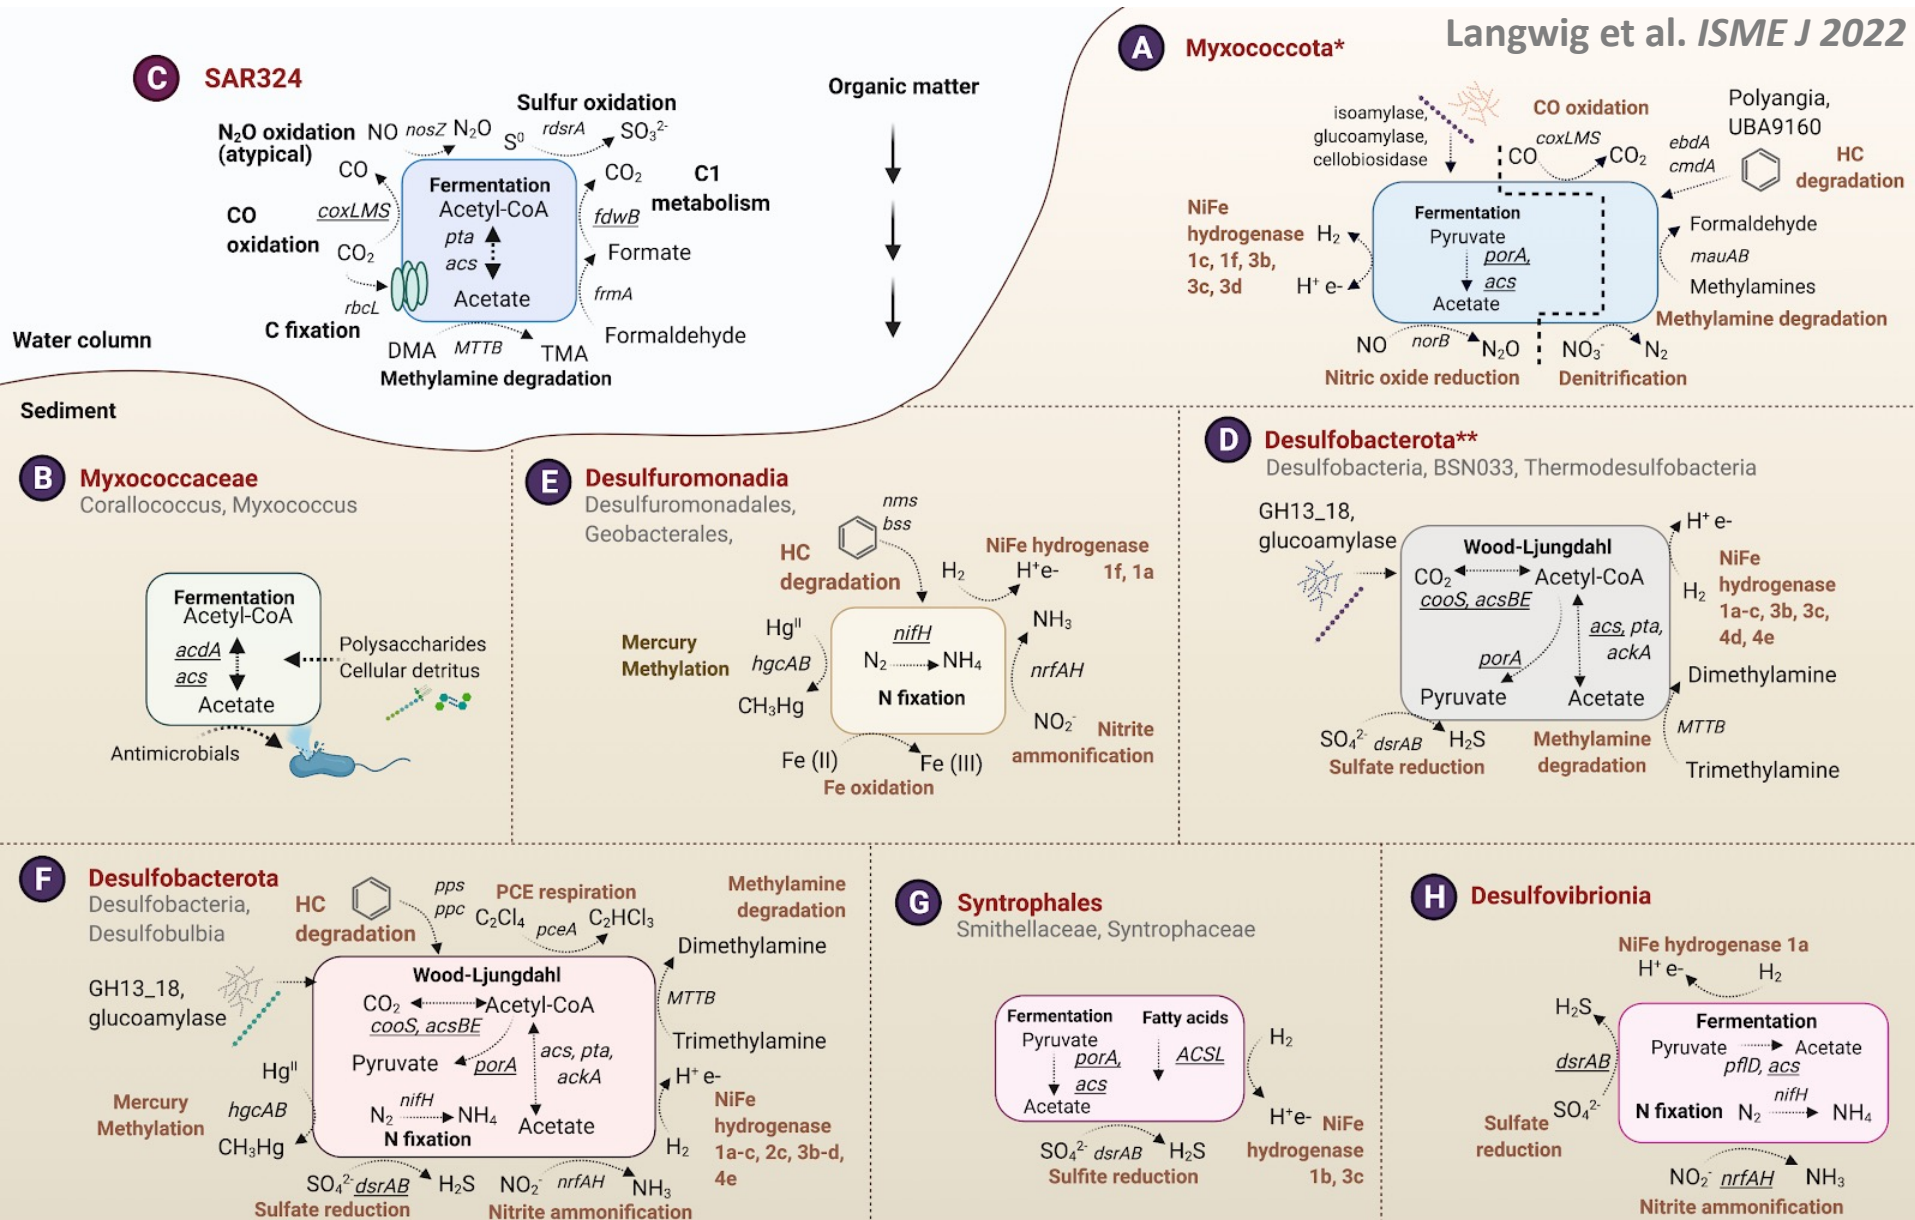 Langwig et al. ISME J 2022
C SAR324
Organic matter
Sulfur oxidation
N₂O oxidation
(atypical)
NO nosZ N₂O
S⁰ rdsrA SO₃²⁻
CO
CO₂
C1
metabolism
Fermentation
Acetyl-CoA
pta
acs
Acetate
coxLMS
CO
oxidation
CO₂
rbcL
C fixation
fdwB
Formate
frmA
Formaldehyde
DMA MTTB TMA
Methylamine degradation
Water column
Sediment
A Myxococcota*
isoamylase,
glucoamylase,
cellobiosidase
CO oxidation
coxLMS
CO CO₂
Polyangia,
UBA9160
ebdA
cmdA
HC
degradation
NiFe
hydrogenase
1c, 1f, 3b,
3c, 3d
H₂
H⁺ e-
Fermentation
Pyruvate
porA,
acs
Acetate
Formaldehyde
mauAB
Methylamines
Methylamine degradation
NO norB N₂O
Nitric oxide reduction
NO₃⁻ N₂
Denitrification
B Myxococcaceae
Corallococcus, Myxococcus
Fermentation
Acetyl-CoA
acdA
acs
Acetate
Polysaccharides
Cellular detritus
Antimicrobials
E Desulfuromonadia
Desulfuromonadales,
Geobacterales,
nms
bss
HC
degradation
NiFe hydrogenase
1f, 1a
H₂ H⁺e-
Mercury
Methylation
Hgᴵᴵ
hgcAB
CH₃Hg
nifH
N₂ NH₄
N fixation
NH₃
nrfAH
NO₂⁻
Nitrite
ammonification
Fe (II) Fe (III)
Fe oxidation
D Desulfobacterota**
Desulfobacteria, BSN033, Thermodesulfobacteria
GH13_18,
glucoamylase
Wood-Ljungdahl
CO₂ Acetyl-CoA
cooS, acsBE
acs, pta,
ackA
porA
Pyruvate Acetate
H⁺ e-
H₂
NiFe
hydrogenase
1a-c, 3b, 3c,
4d, 4e
Dimethylamine
MTTB
Trimethylamine
Methylamine
degradation
SO₄²⁻ dsrAB H₂S
Sulfate reduction
F Desulfobacterota
Desulfobacteria,
Desulfobulbia
HC
degradation
pps
ppc
PCE respiration
C₂Cl₄ pceA C₂HCl₃
Methylamine
degradation
Dimethylamine
MTTB
Trimethylamine
GH13_18,
glucoamylase
Wood-Ljungdahl
CO₂ Acetyl-CoA
cooS, acsBE
Pyruvate porA
acs, pta,
ackA
nifH
N₂ NH₄
N fixation
Acetate
Hgᴵᴵ
hgcAB
CH₃Hg
Mercury
Methylation
H⁺ e-
H₂
NiFe
hydrogenase
1a-c, 2c, 3b-d,
4e
SO₄²⁻ dsrAB H₂S
Sulfate reduction
NO₂⁻ nrfAH NH₃
Nitrite ammonification
G Syntrophales
Smithellaceae, Syntrophaceae
Fermentation
Pyruvate
porA,
acs
Acetate
Fatty acids
ACSL
H₂
H⁺e-
NiFe
hydrogenase
1b, 3c
SO₄²⁻ dsrAB H₂S
Sulfite reduction
H Desulfovibrionia
NiFe hydrogenase 1a
H⁺ e- H₂
H₂S
dsrAB
SO₄²⁻
Sulfate
reduction
Fermentation
Pyruvate Acetate
pflD, acs
nifH
N fixation N₂ NH₄
NO₂⁻ nrfAH NH₃
Nitrite ammonification